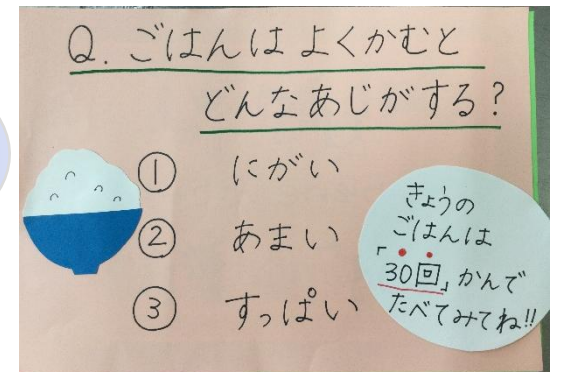 Q. ごはんは よくかむと
どんなあじがする?
① にがい
② あまい
③ すっぱい
きょうの
ごはんは
「30回」かんで
たべてみてね!!